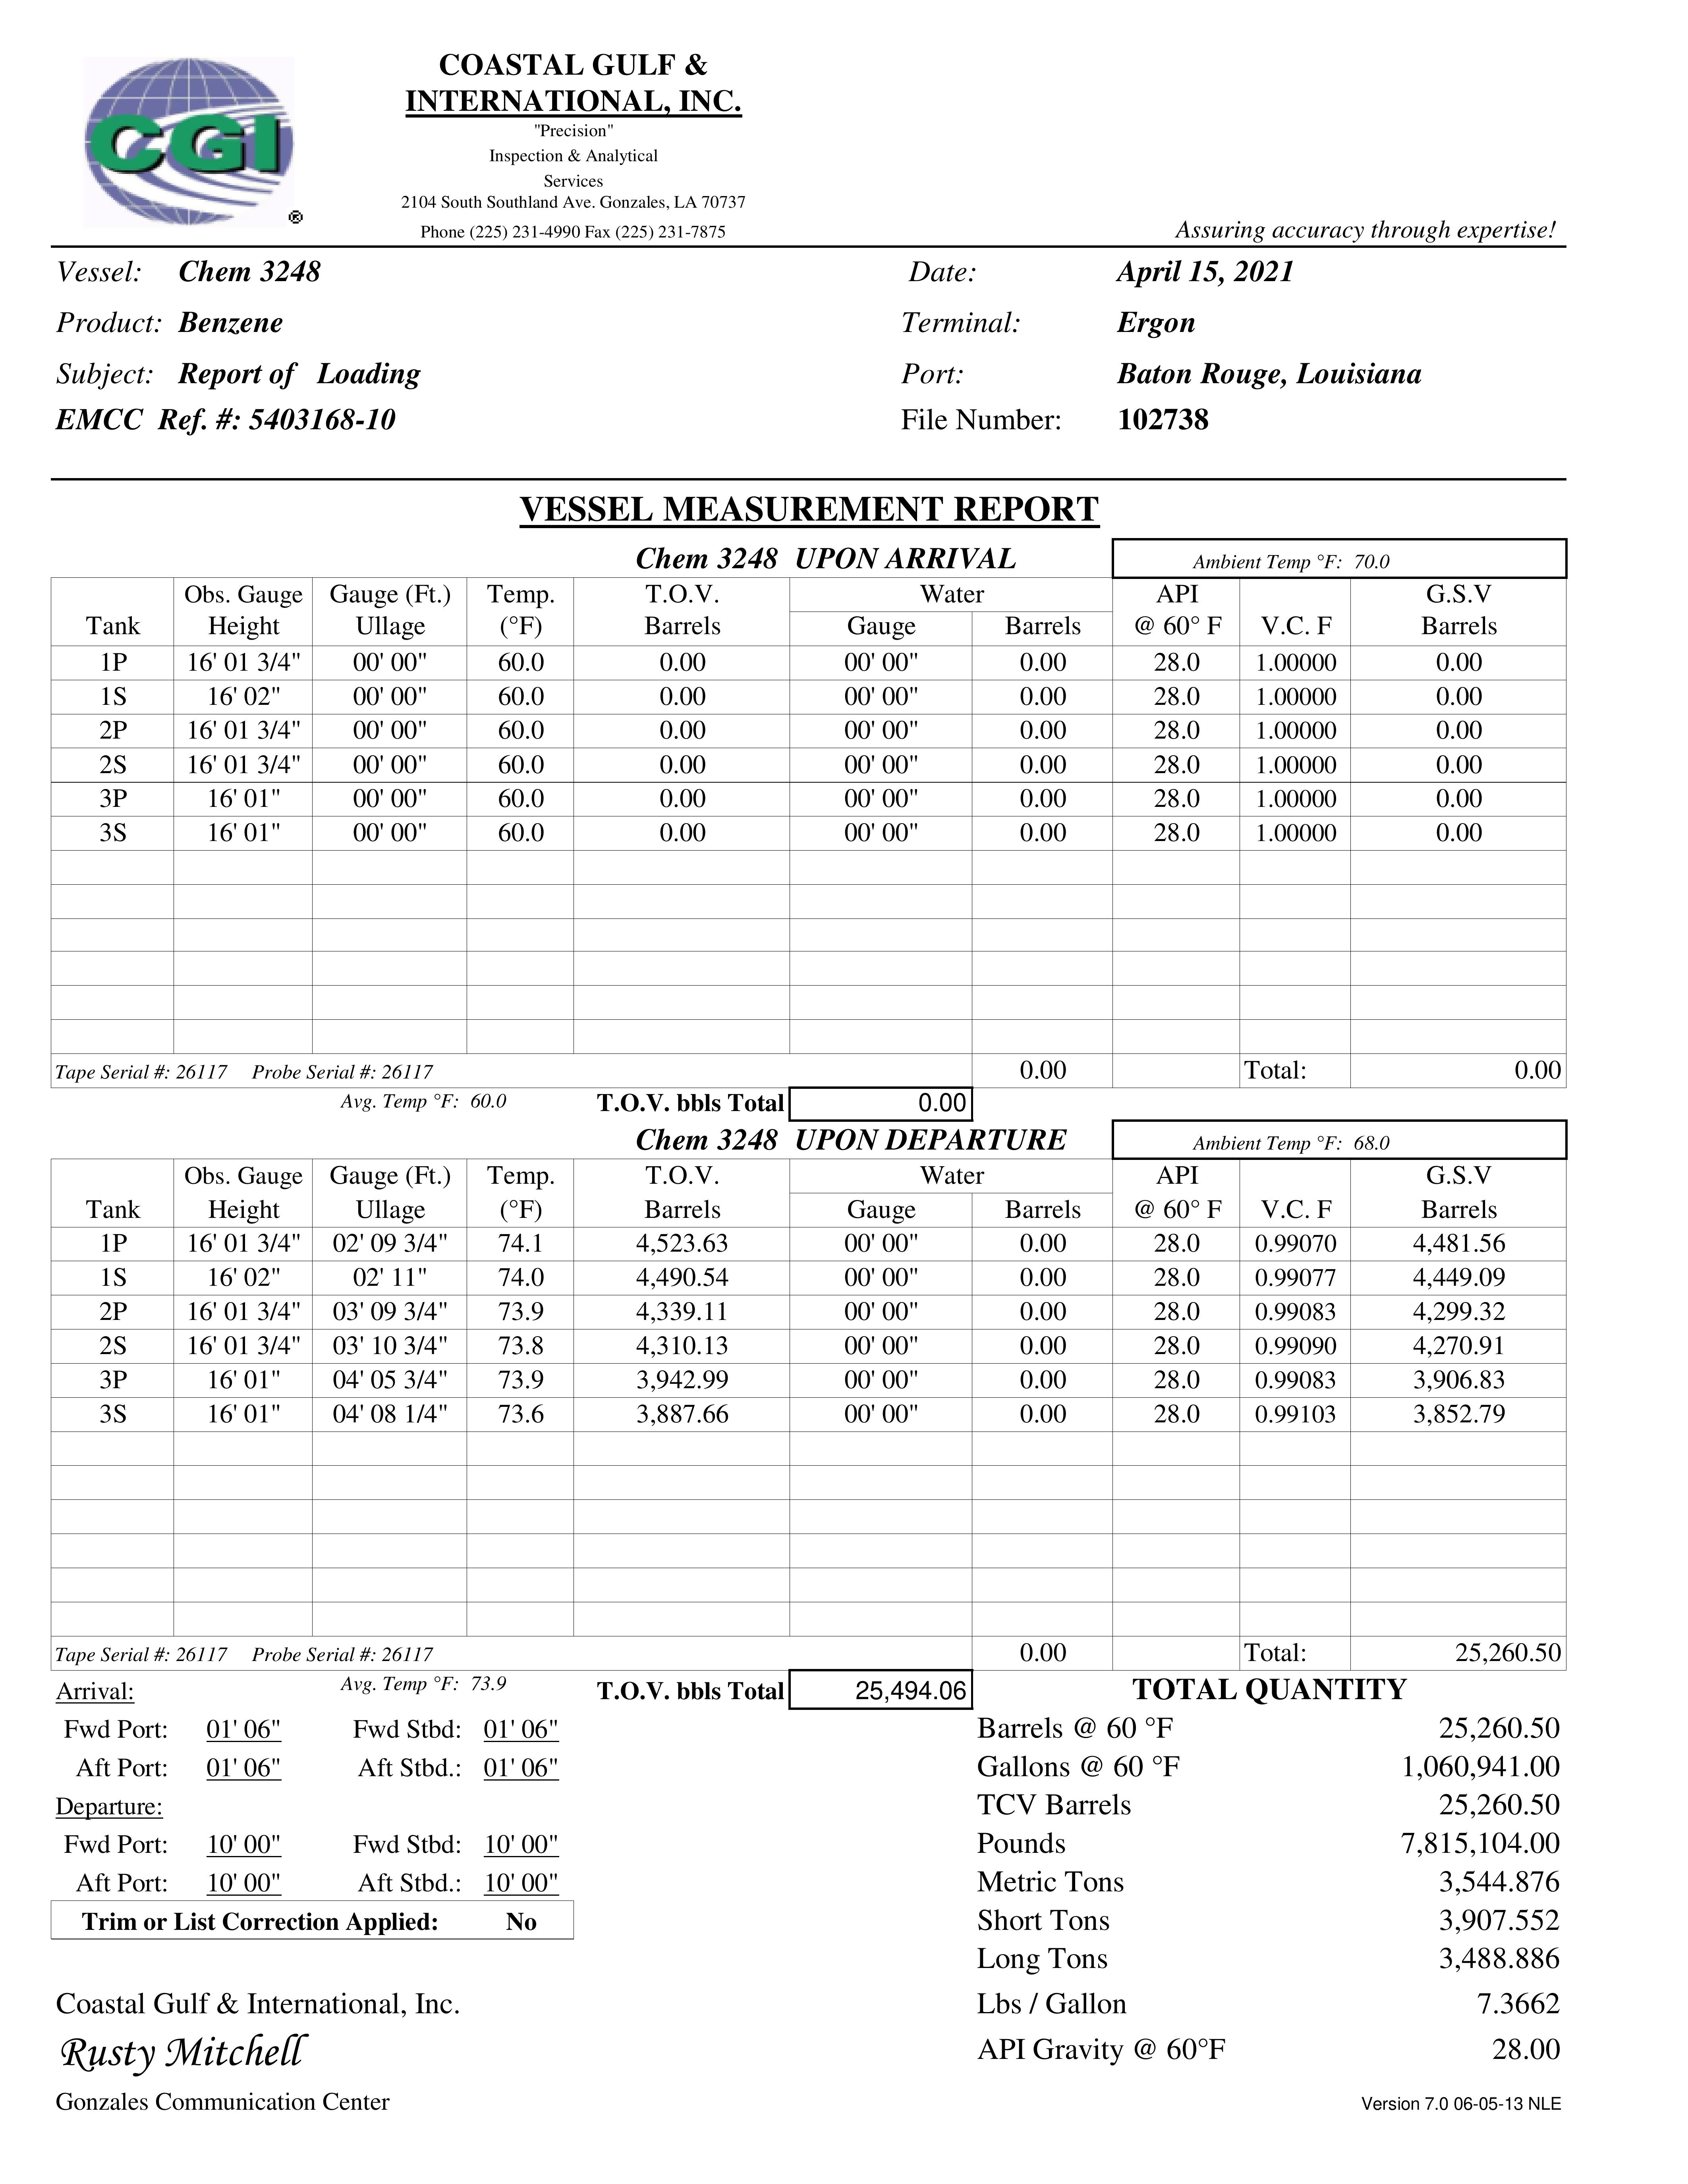 CGI
®
COASTAL GULF &
INTERNATIONAL, INC.
"Precision"
Inspection & Analytical
Services
2104 South Southland Ave. Gonzales, LA 70737
Phone (225) 231-4990 Fax (225) 231-7875
Assuring accuracy through expertise!
Vessel: Chem 3248 Date: April 15, 2021
Product: Benzene Terminal: Ergon
Subject: Report of Loading Port: Baton Rouge, Louisiana
EMCC Ref. #: 5403168-10 File Number: 102738
VESSEL MEASUREMENT REPORT
Chem 3248 UPON ARRIVAL Ambient Temp °F: 70.0
Obs. Gauge Gauge (Ft.) Temp. T.O.V. Water API G.S.V
Tank Height Ullage (°F) Barrels Gauge Barrels @ 60° F V.C. F Barrels
1P 16' 01 3/4" 00' 00" 60.0 0.00 00' 00" 0.00 28.0 1.00000 0.00
1S 16' 02" 00' 00" 60.0 0.00 00' 00" 0.00 28.0 1.00000 0.00
2P 16' 01 3/4" 00' 00" 60.0 0.00 00' 00" 0.00 28.0 1.00000 0.00
2S 16' 01 3/4" 00' 00" 60.0 0.00 00' 00" 0.00 28.0 1.00000 0.00
3P 16' 01" 00' 00" 60.0 0.00 00' 00" 0.00 28.0 1.00000 0.00
3S 16' 01" 00' 00" 60.0 0.00 00' 00" 0.00 28.0 1.00000 0.00
Tape Serial #: 26117 Probe Serial #: 26117 0.00 Total: 0.00
Avg. Temp °F: 60.0 T.O.V. bbls Total 0.00
Chem 3248 UPON DEPARTURE Ambient Temp °F: 68.0
Obs. Gauge Gauge (Ft.) Temp. T.O.V. Water API G.S.V
Tank Height Ullage (°F) Barrels Gauge Barrels @ 60° F V.C. F Barrels
1P 16' 01 3/4" 02' 09 3/4" 74.1 4,523.63 00' 00" 0.00 28.0 0.99070 4,481.56
1S 16' 02" 02' 11" 74.0 4,490.54 00' 00" 0.00 28.0 0.99077 4,449.09
2P 16' 01 3/4" 03' 09 3/4" 73.9 4,339.11 00' 00" 0.00 28.0 0.99083 4,299.32
2S 16' 01 3/4" 03' 10 3/4" 73.8 4,310.13 00' 00" 0.00 28.0 0.99090 4,270.91
3P 16' 01" 04' 05 3/4" 73.9 3,942.99 00' 00" 0.00 28.0 0.99083 3,906.83
3S 16' 01" 04' 08 1/4" 73.6 3,887.66 00' 00" 0.00 28.0 0.99103 3,852.79
Tape Serial #: 26117 Probe Serial #: 26117 0.00 Total: 25,260.50
Arrival: Avg. Temp °F: 73.9 T.O.V. bbls Total 25,494.06 TOTAL QUANTITY
Fwd Port: 01' 06" Fwd Stbd: 01' 06" Barrels @ 60 °F 25,260.50
Aft Port: 01' 06" Aft Stbd.: 01' 06" Gallons @ 60 °F 1,060,941.00
Departure: TCV Barrels 25,260.50
Fwd Port: 10' 00" Fwd Stbd: 10' 00" Pounds 7,815,104.00
Aft Port: 10' 00" Aft Stbd.: 10' 00" Metric Tons 3,544.876
Trim or List Correction Applied: No Short Tons 3,907.552
Long Tons 3,488.886
Coastal Gulf & International, Inc. Lbs / Gallon 7.3662
Rusty Mitchell API Gravity @ 60°F 28.00
Gonzales Communication Center Version 7.0 06-05-13 NLE